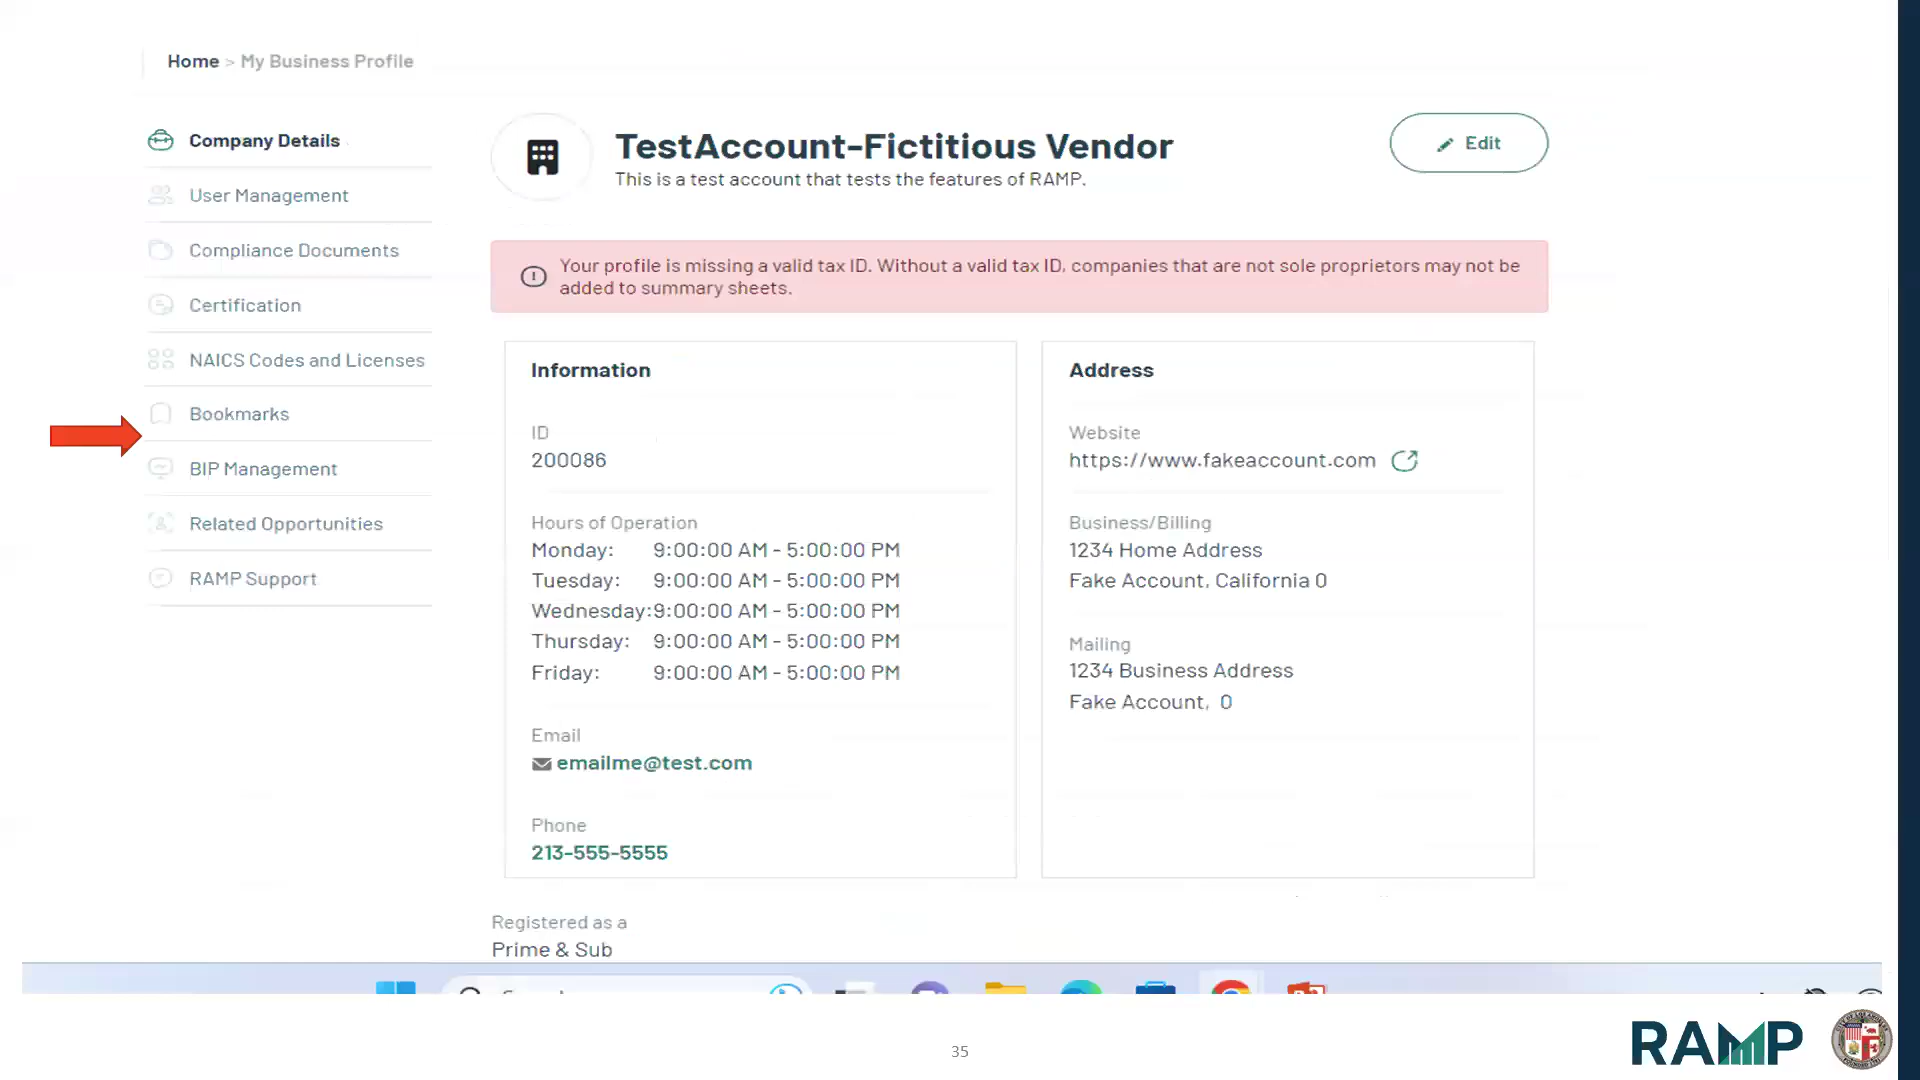 Home > My Business Profile
Company Details
User Management
Compliance Documents
Certification
NAICS Codes and Licenses
Bookmarks
BIP Management
Related Opportunities
RAMP Support
TestAccount-Fictitious Vendor
This is a test account that tests the features of RAMP.
Edit
Your profile is missing a valid tax ID. Without a valid tax ID, companies that are not sole proprietors may not be
added to summary sheets.
Information
ID
200086
Hours of Operation
Monday: 9:00:00 AM - 5:00:00 PM
Tuesday: 9:00:00 AM - 5:00:00 PM
Wednesday: 9:00:00 AM - 5:00:00 PM
Thursday: 9:00:00 AM - 5:00:00 PM
Friday: 9:00:00 AM - 5:00:00 PM
Email
emailme@test.com
Phone
213-555-5555
Address
Website
https://www.fakeaccount.com
Business/Billing
1234 Home Address
Fake Account, California 0
Mailing
1234 Business Address
Fake Account, 0
Registered as a
Prime & Sub
35
RAMP